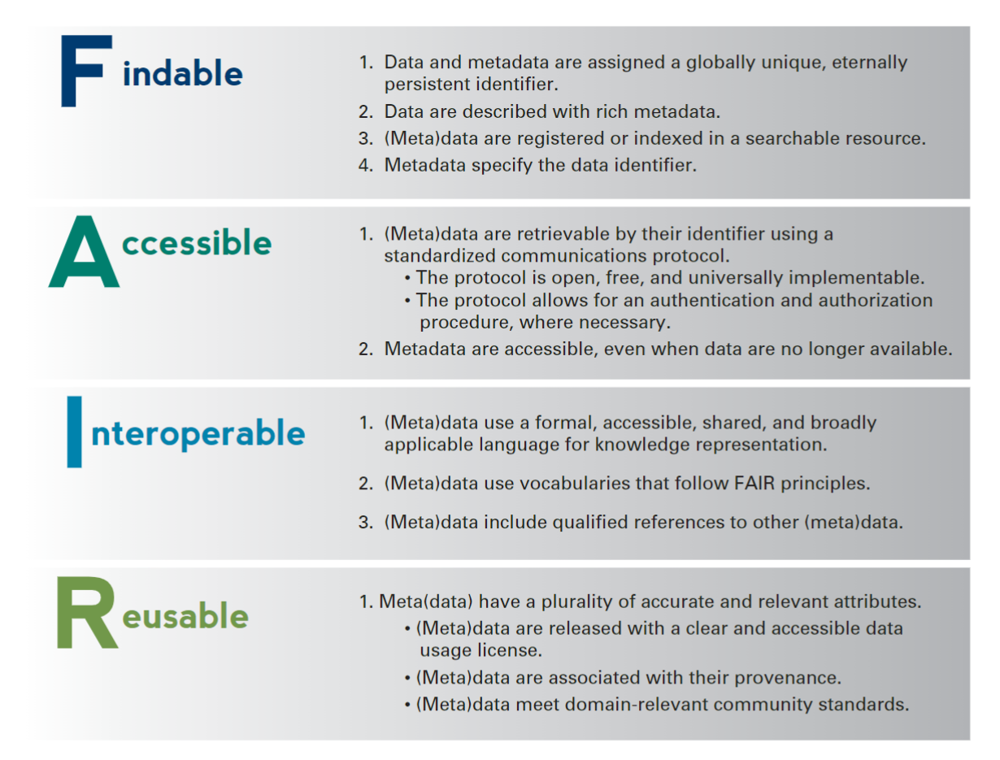 Findable
1. Data and metadata are assigned a globally unique, eternally
persistent identifier.
2. Data are described with rich metadata.
3. (Meta)data are registered or indexed in a searchable resource.
4. Metadata specify the data identifier.
Accessible
1. (Meta)data are retrievable by their identifier using a
standardized communications protocol.
• The protocol is open, free, and universally implementable.
• The protocol allows for an authentication and authorization
procedure, where necessary.
2. Metadata are accessible, even when data are no longer available.
Interoperable
1. (Meta)data use a formal, accessible, shared, and broadly
applicable language for knowledge representation.
2. (Meta)data use vocabularies that follow FAIR principles.
3. (Meta)data include qualified references to other (meta)data.
Reusable
1. Meta(data) have a plurality of accurate and relevant attributes.
• (Meta)data are released with a clear and accessible data
usage license.
• (Meta)data are associated with their provenance.
• (Meta)data meet domain-relevant community standards.